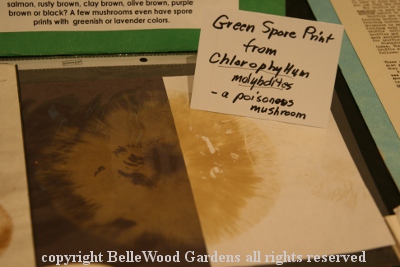 salmon, rusty brown, clay brown, olive brown, purple
brown or black? A few mushrooms even have spore
prints with greenish or lavender colors.
Green Spore Print
from
Chlorophyllum
molybdites
- a poisonous
mushroom
copyright BelleWood Gardens all rights reserved